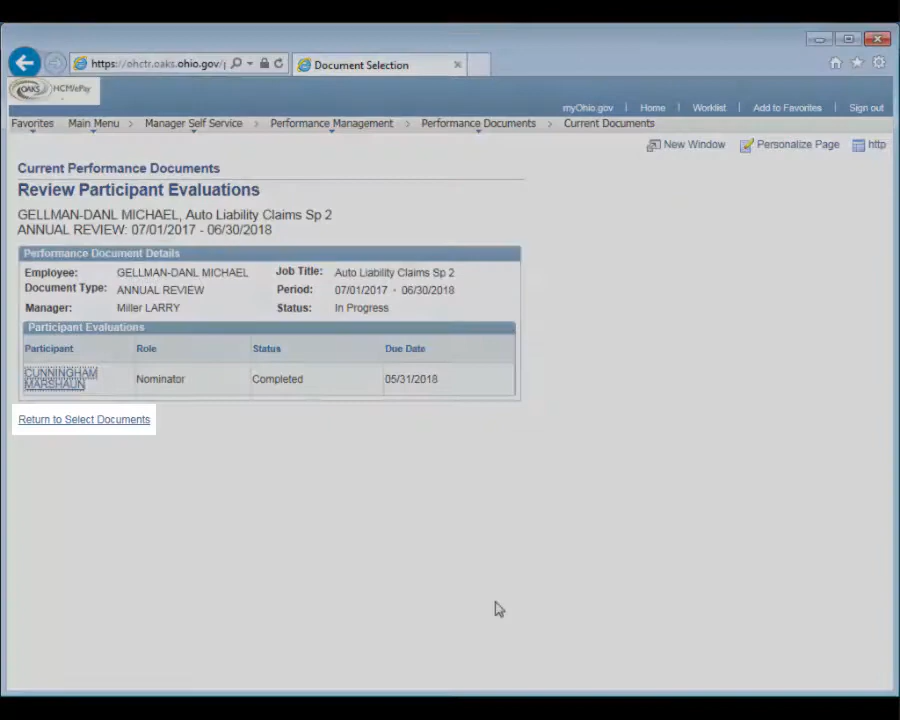 https://ohctr.oaks.ohio.gov/
Document Selection
OAKS HCM/ePay
myOhio.gov | Home | Worklist | Add to Favorites | Sign out
Favorites Main Menu > Manager Self Service > Performance Management > Performance Documents > Current Documents
New Window Personalize Page http
Current Performance Documents
Review Participant Evaluations
GELLMAN-DANL MICHAEL, Auto Liability Claims Sp 2
ANNUAL REVIEW: 07/01/2017 - 06/30/2018
Performance Document Details
Employee: GELLMAN-DANL MICHAEL Job Title: Auto Liability Claims Sp 2
Document Type: ANNUAL REVIEW Period: 07/01/2017 - 06/30/2018
Manager: Miller LARRY Status: In Progress
Participant Evaluations
Participant Role Status Due Date
CUNNINGHAM
MARSHAUN Nominator Completed 05/31/2018
Return to Select Documents